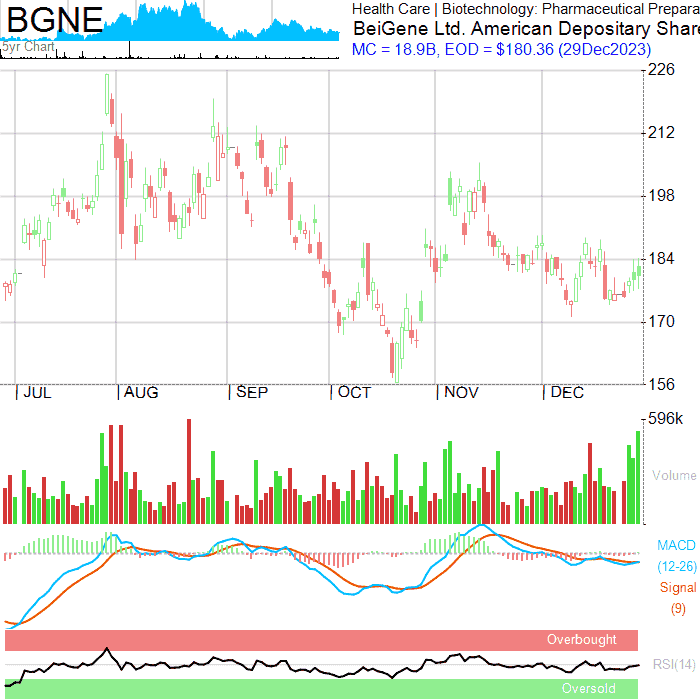 BGNE
5yr Chart
Health Care | Biotechnology: Pharmaceutical Prepara
BeiGene Ltd. American Depositary Share
MC = 18.9B, EOD = $180.36 (29Dec2023)
226
212
198
184
170
156
| JUL | AUG | SEP | OCT | NOV | DEC
596k
Volume
MACD
(12-26)
Signal
(9)
Overbought
RSI(14)
Oversold